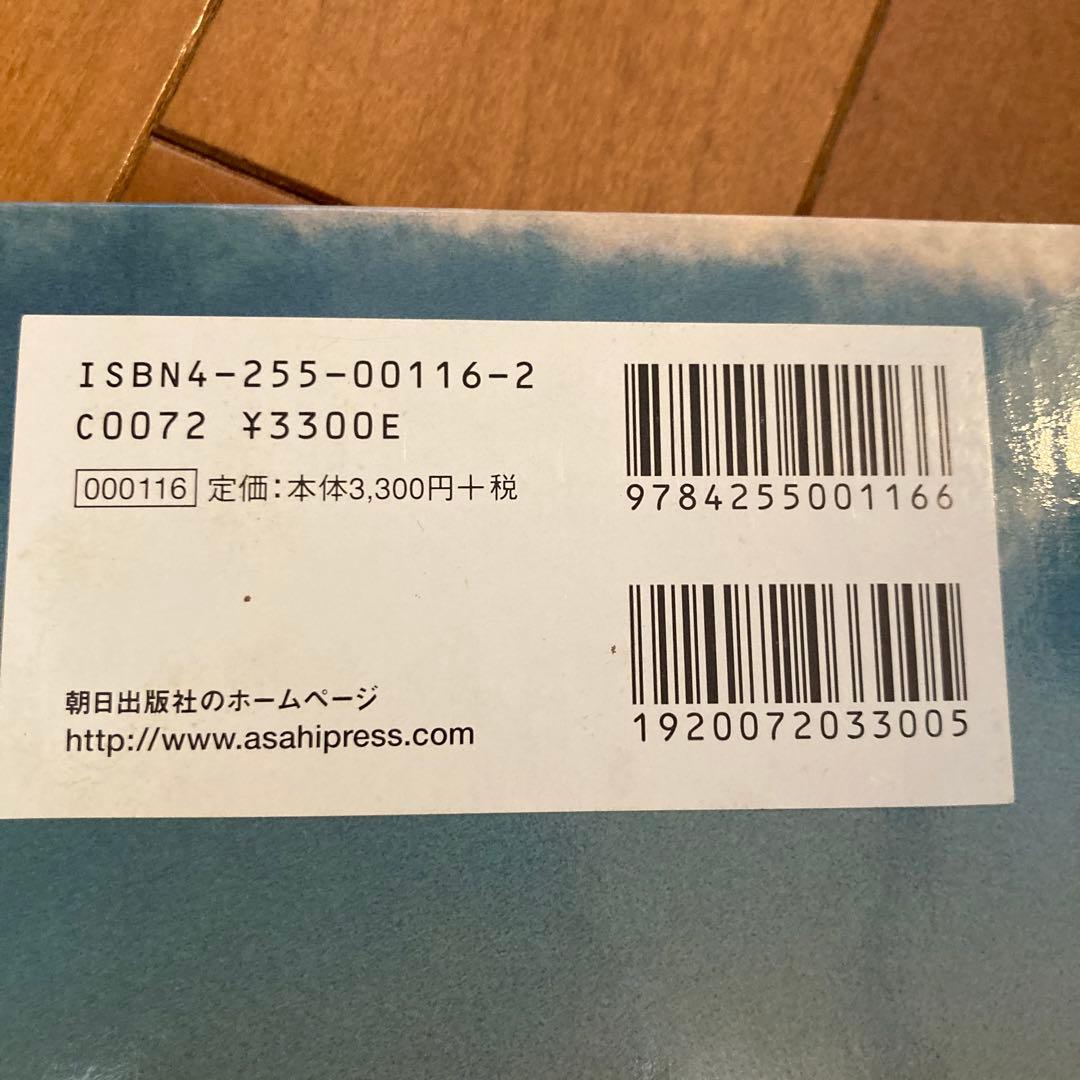 ISBN4-255-00116-2
C0072 ¥3300E
000116 定価:本体3,300円+税
9784255001166
1920072033005
朝日出版社のホームページ
http://www.asahipress.com